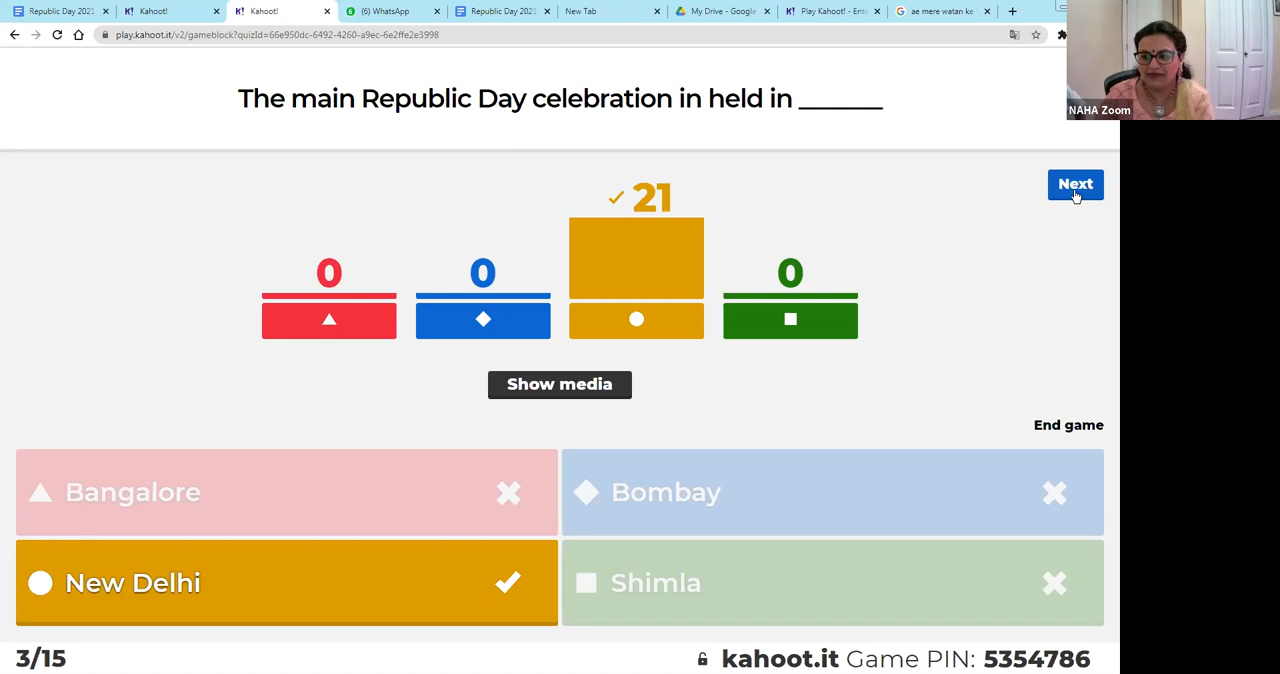 Republic Day 2021
Kahoot!
Kahoot!
(6) WhatsApp
Republic Day 2021
New Tab
My Drive - Google
Play Kahoot! - Ente
ae mere watan ke
play.kahoot.it/v2/gameblock?quizId=66e950dc-6492-4260-a9ec-6e2ffe2e3998
NAHA Zoom
The main Republic Day celebration in held in _______
Next
0
0
21
0
Show media
End game
Bangalore
Bombay
New Delhi
Shimla
3/15
kahoot.it Game PIN: 5354786